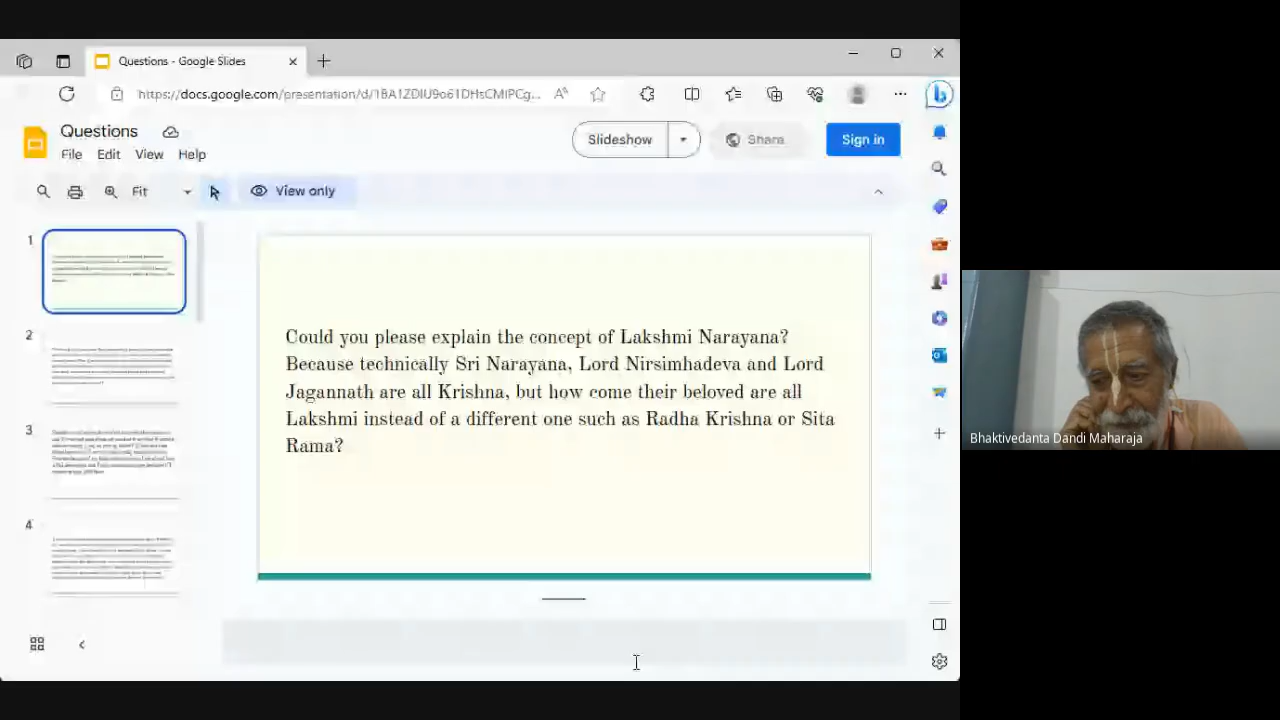 Questions - Google Slides
https://docs.google.com/presentation/d/
Questions
Slideshow
Share
Sign in
File Edit View Help
Fit
View only
1
2
3
4
Could you please explain the concept of Lakshmi Narayana?
Because technically Sri Narayana, Lord Nirsimhadeva and Lord
Jagannath are all Krishna, but how come their beloved are all
Lakshmi instead of a different one such as Radha Krishna or Sita
Rama?
Bhaktivedanta Dandi Maharaja